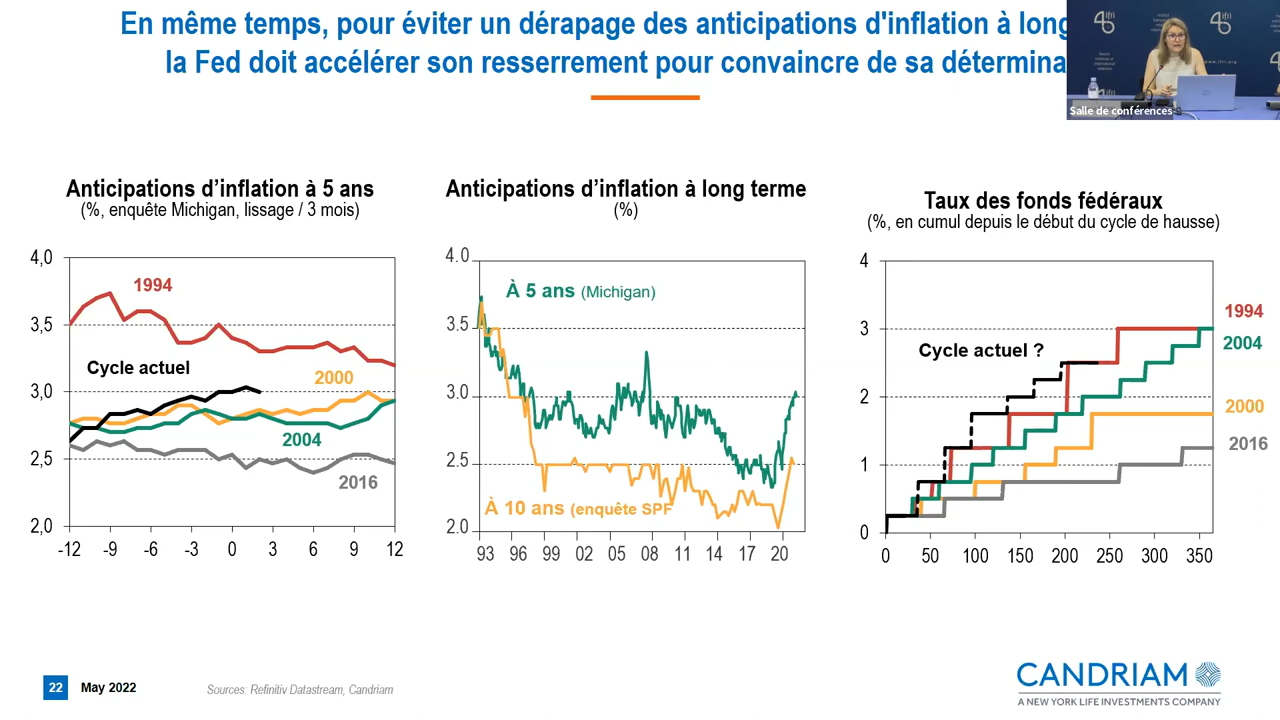 En même temps, pour éviter un dérapage des anticipations d'inflation à long
la Fed doit accélérer son resserrement pour convaincre de sa
ifri
ifri
Salle de conférences
Anticipations d’inflation à 5 ans
(%, enquête Michigan, lissage / 3 mois)
4,0
3,5
3,0
2,5
2,0
1994
Cycle actuel
2000
2004
2016
-12 -9 -6 -3 0 3 6 9 12
Anticipations d’inflation à long terme
(%)
4.0
3.5
3.0
2.5
2.0
À 5 ans (Michigan)
À 10 ans (enquête SPF
93 96 99 02 05 08 11 14 17 20
Taux des fonds fédéraux
(%, en cumul depuis le début du cycle de hausse)
4
3
2
1
0
Cycle actuel ?
1994
2004
2000
2016
0 50 100 150 200 250 300 350
22 May 2022
Sources: Refinitiv Datastream, Candriam
CANDRIAM
A NEW YORK LIFE INVESTMENTS COMPANY